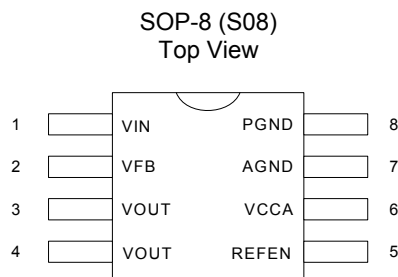 SOP-8 (S08)
Top View
1 VIN PGND 8
2 VFB AGND 7
3 VOUT VCCA 6
4 VOUT REFEN 5